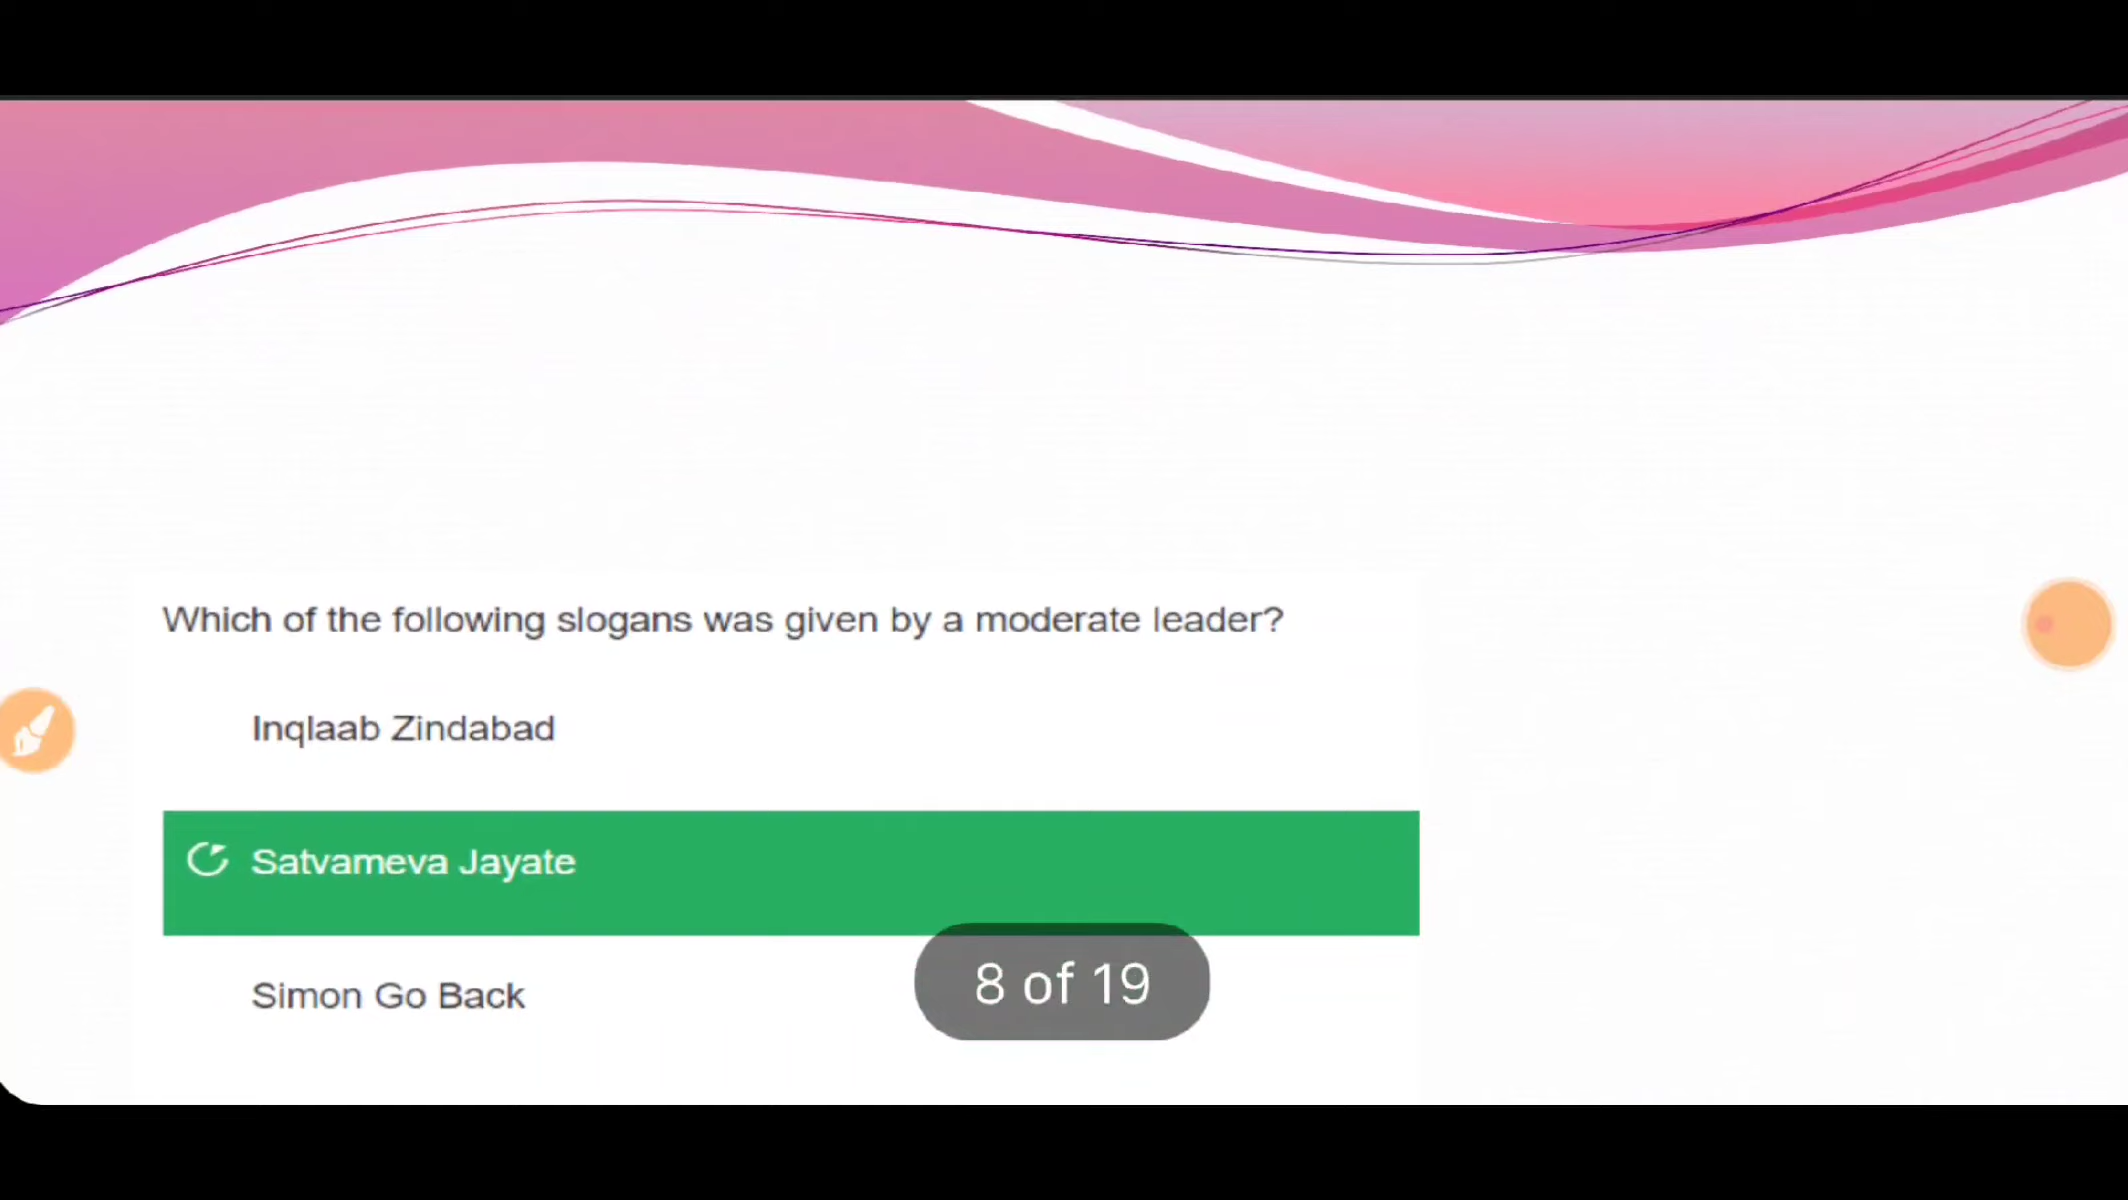 Which of the following slogans was given by a moderate leader?
Inqlaab Zindabad
Satvameva Jayate
Simon Go Back
8 of 19